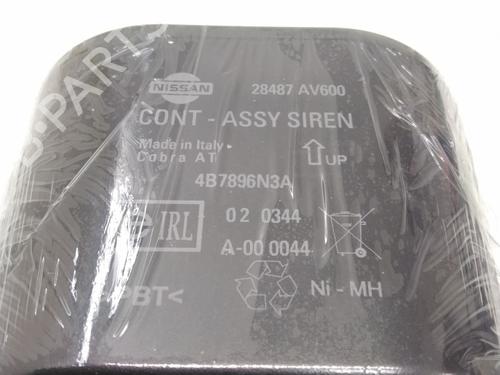 NISSAN
28487 AV600
CONT - ASSY SIREN
Made in Italy
Cobra AT
UP
4B7896N3A
IRL
02 0344
A-00 0044
PBT<
Ni - MH